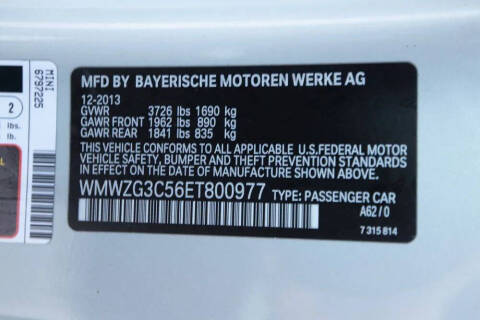 MINI
6797225
2
lbs.
lbs.
MFD BY BAYERISCHE MOTOREN WERKE AG
12-2013
GVWR 3726 lbs 1690 kg
GAWR FRONT 1962 lbs 890 kg
GAWR REAR 1841 lbs 835 kg
THIS VEHICLE CONFORMS TO ALL APPLICABLE U.S.FEDERAL MOTOR
VEHICLE SAFETY, BUMPER AND THEFT PREVENTION STANDARDS
IN EFFECT ON THE DATE OF MANUFACTURE SHOWN ABOVE.
WMWZG3C56ET800977 TYPE: PASSENGER CAR
A62/0
7 315 814